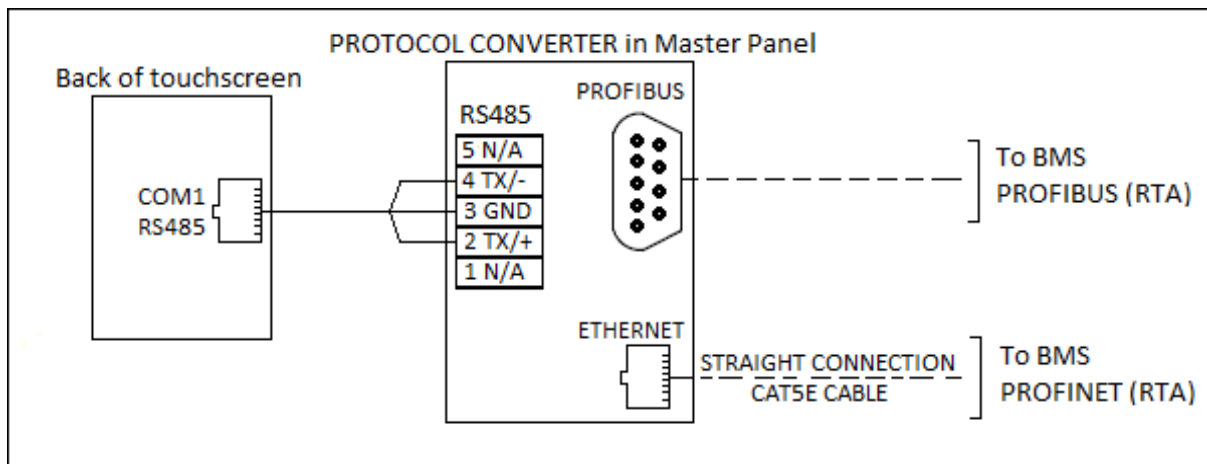 PROTOCOL CONVERTER in Master Panel
Back of touchscreen
COM1
RS485
RS485
5 N/A
4 TX/-
3 GND
2 TX/+
1 N/A
PROFIBUS
To BMS
PROFIBUS (RTA)
ETHERNET
STRAIGHT CONNECTION
CAT5E CABLE
To BMS
PROFINET (RTA)